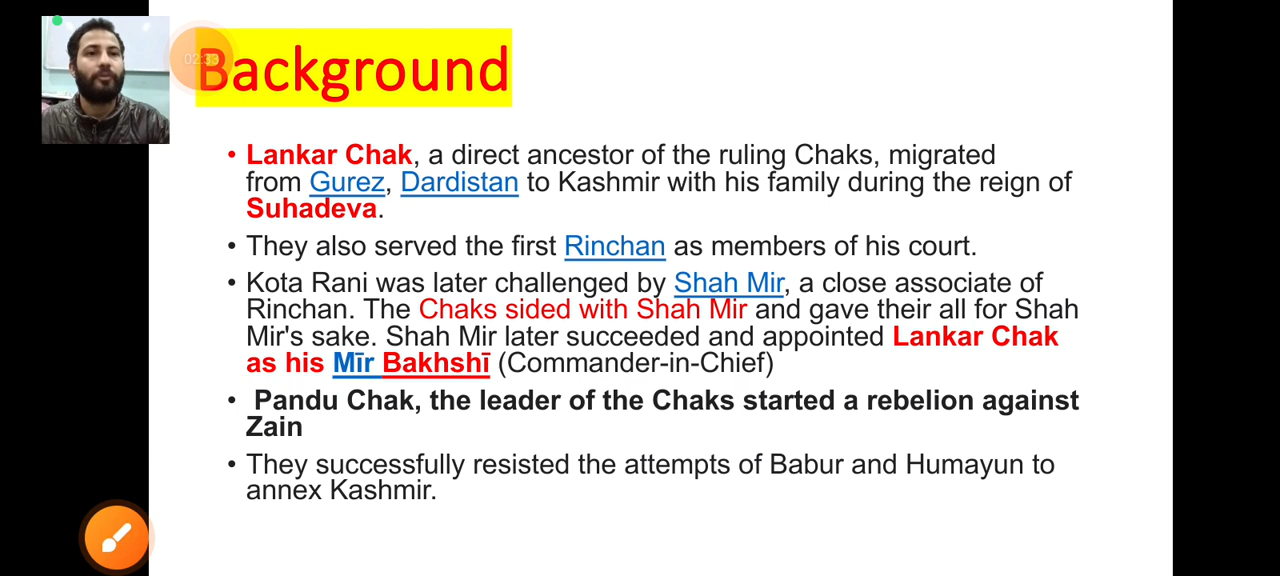 02:33
Background
• Lankar Chak, a direct ancestor of the ruling Chaks, migrated
from Gurez, Dardistan to Kashmir with his family during the reign of
Suhadeva.
• They also served the first Rinchan as members of his court.
• Kota Rani was later challenged by Shah Mir, a close associate of
Rinchan. The Chaks sided with Shah Mir and gave their all for Shah
Mir's sake. Shah Mir later succeeded and appointed Lankar Chak
as his Mīr Bakhshī (Commander-in-Chief)
• Pandu Chak, the leader of the Chaks started a rebelion against
Zain
• They successfully resisted the attempts of Babur and Humayun to
annex Kashmir.